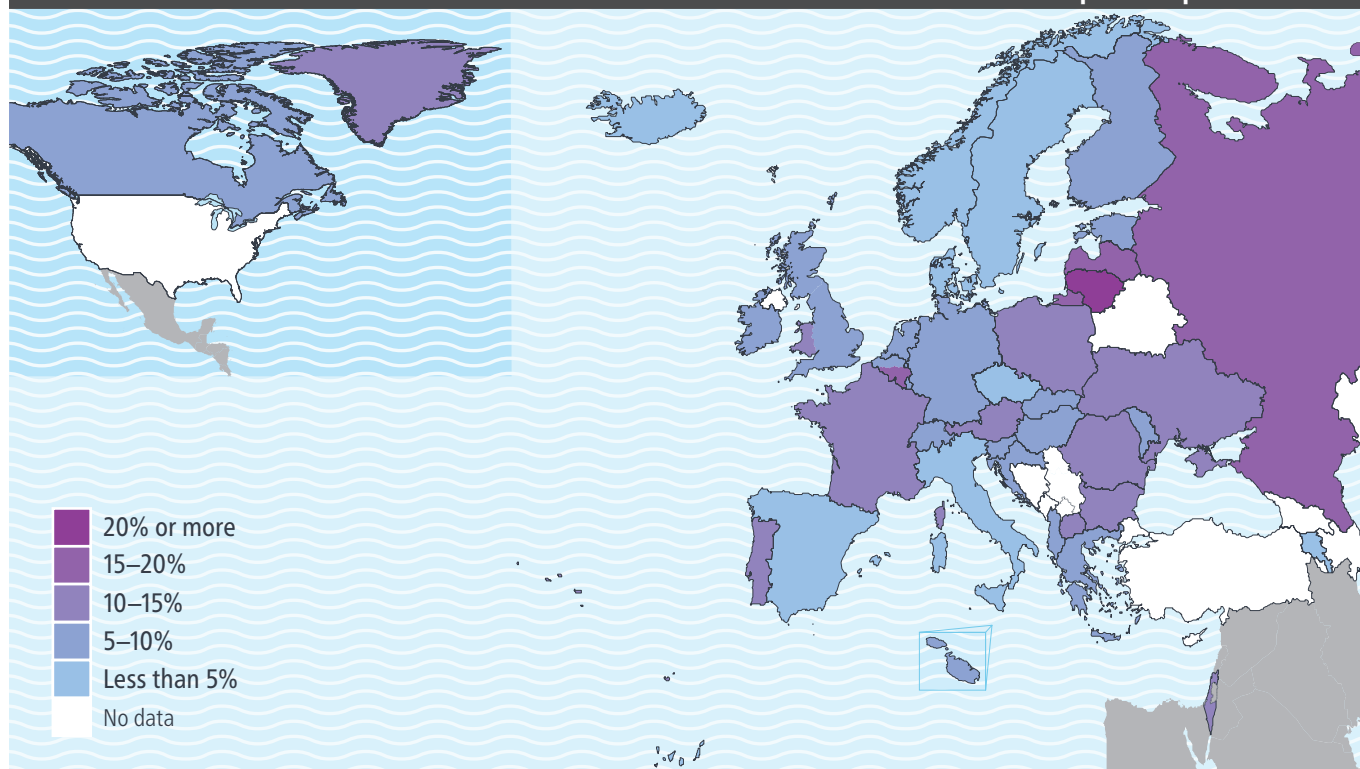 20% or more
15–20%
10–15%
5–10%
Less than 5%
No data